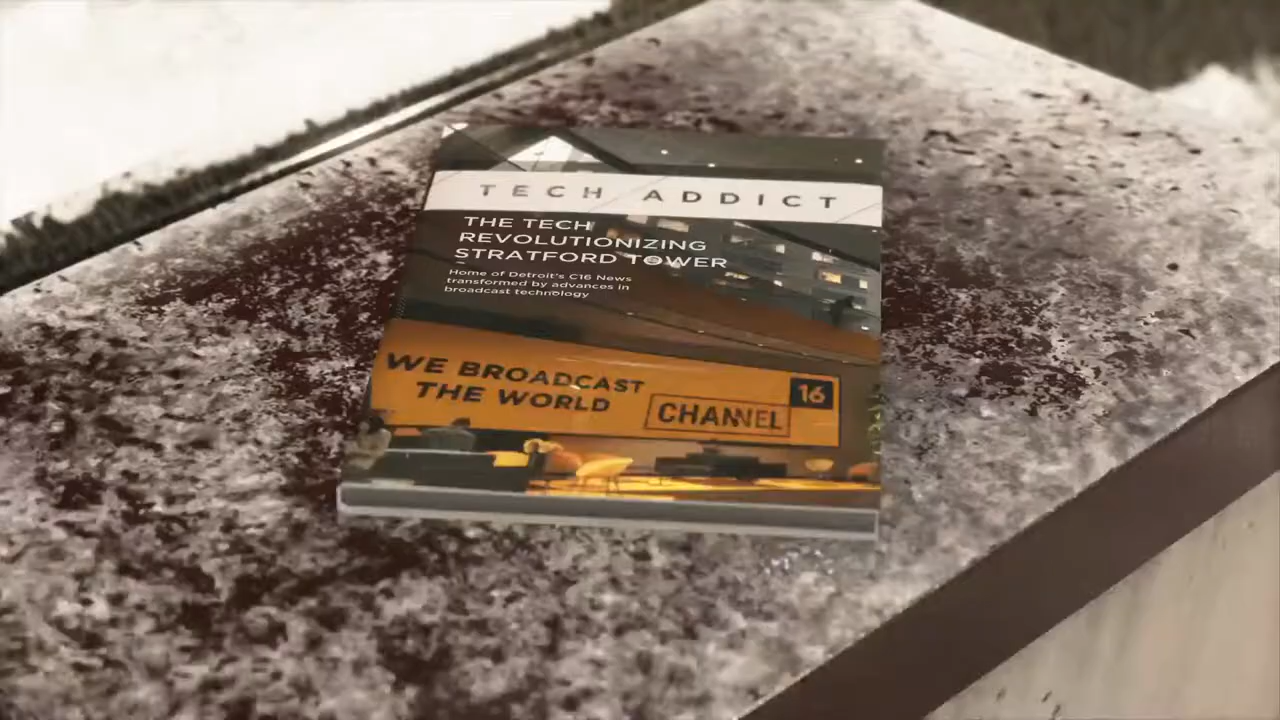 TECH ADDICT
THE TECH
REVOLUTIONIZING
STRATFORD TOWER
Home of Detroit's C16 News
transformed by advances in
broadcast technology
WE BROADCAST
THE WORLD
16
CHANNEL